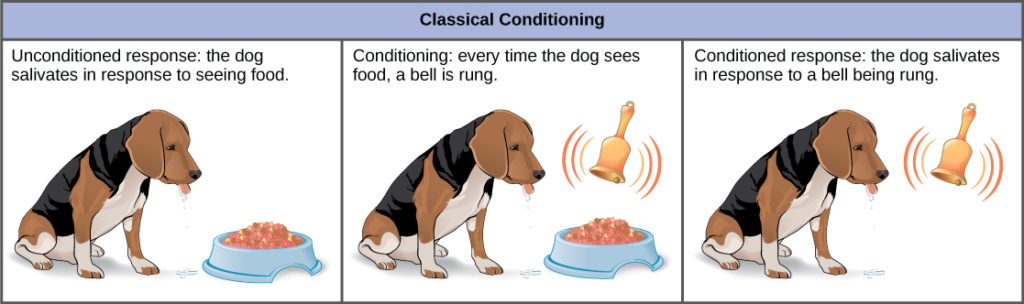 Classical Conditioning
Unconditioned response: the dog
salivates in response to seeing food.
Conditioning: every time the dog sees
food, a bell is rung.
Conditioned response: the dog salivates
in response to a bell being rung.